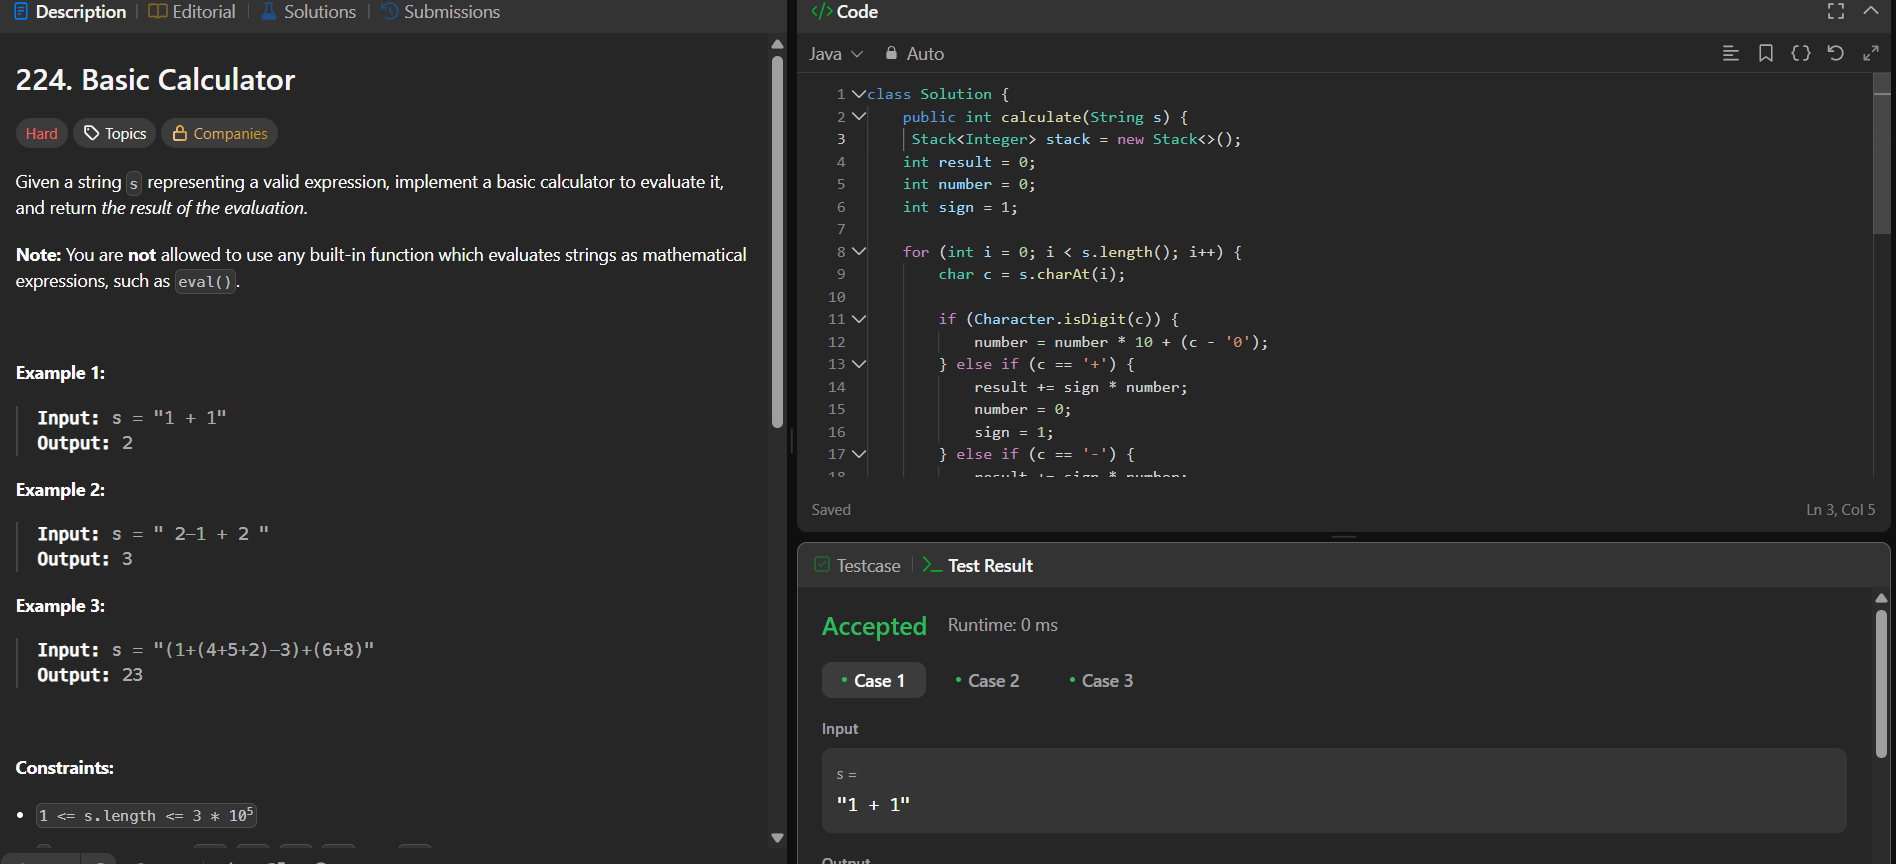 Description | Editorial | Solutions | Submissions
224. Basic Calculator
Hard Topics Companies
Given a string s representing a valid expression, implement a basic calculator to evaluate it,
and return the result of the evaluation.
Note: You are not allowed to use any built-in function which evaluates strings as mathematical
expressions, such as eval().
Example 1:
Input: s = "1 + 1"
Output: 2
Example 2:
Input: s = " 2-1 + 2 "
Output: 3
Example 3:
Input: s = "(1+(4+5+2)-3)+(6+8)"
Output: 23
Constraints:
• 1 <= s.length <= 3 * 10⁵
</> Code
Java Auto
1 class Solution {
2 public int calculate(String s) {
3 Stack<Integer> stack = new Stack<>();
4 int result = 0;
5 int number = 0;
6 int sign = 1;
7
8 for (int i = 0; i < s.length(); i++) {
9 char c = s.charAt(i);
10
11 if (Character.isDigit(c)) {
12 number = number * 10 + (c - '0');
13 } else if (c == '+') {
14 result += sign * number;
15 number = 0;
16 sign = 1;
17 } else if (c == '-') {
18 result += sign * number;
Saved Ln 3, Col 5
Testcase | >_ Test Result
Accepted Runtime: 0 ms
• Case 1 • Case 2 • Case 3
Input
s =
"1 + 1"
Output